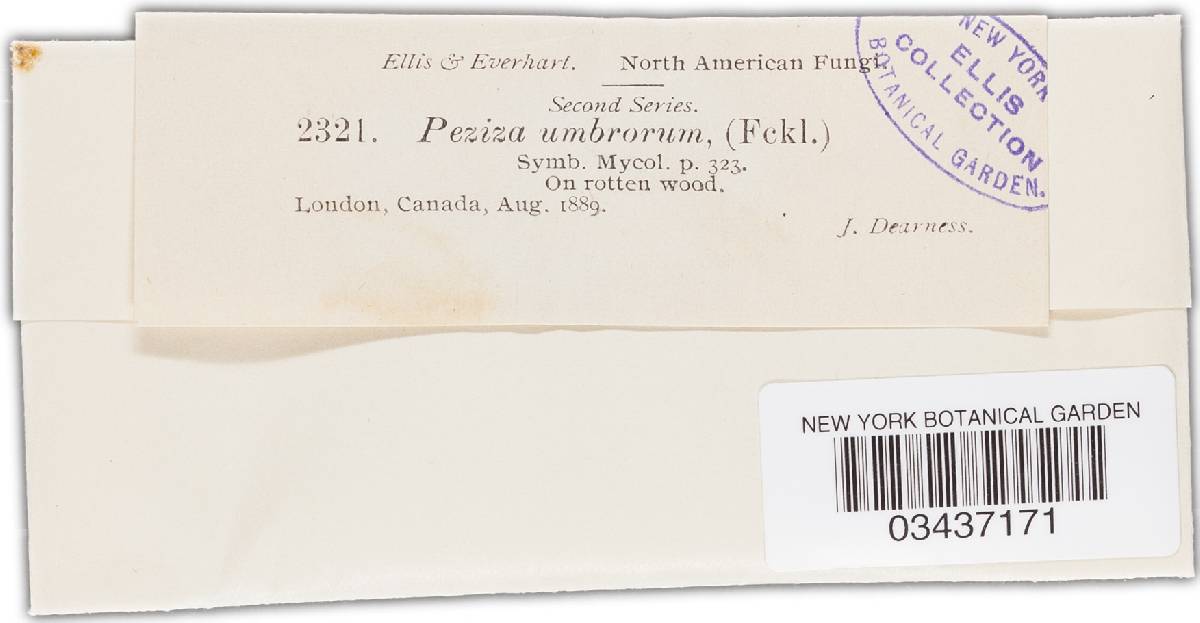 Ellis & Everhart. North American Fungi.
Second Series.
2321. Peziza umbrorum, (Fckl.)
Symb. Mycol. p. 323.
On rotten wood.
London, Canada, Aug. 1889.
J. Dearness.
NEW YORK
BOTANICAL GARDEN.
ELLIS
COLLECTION
NEW YORK BOTANICAL GARDEN
03437171